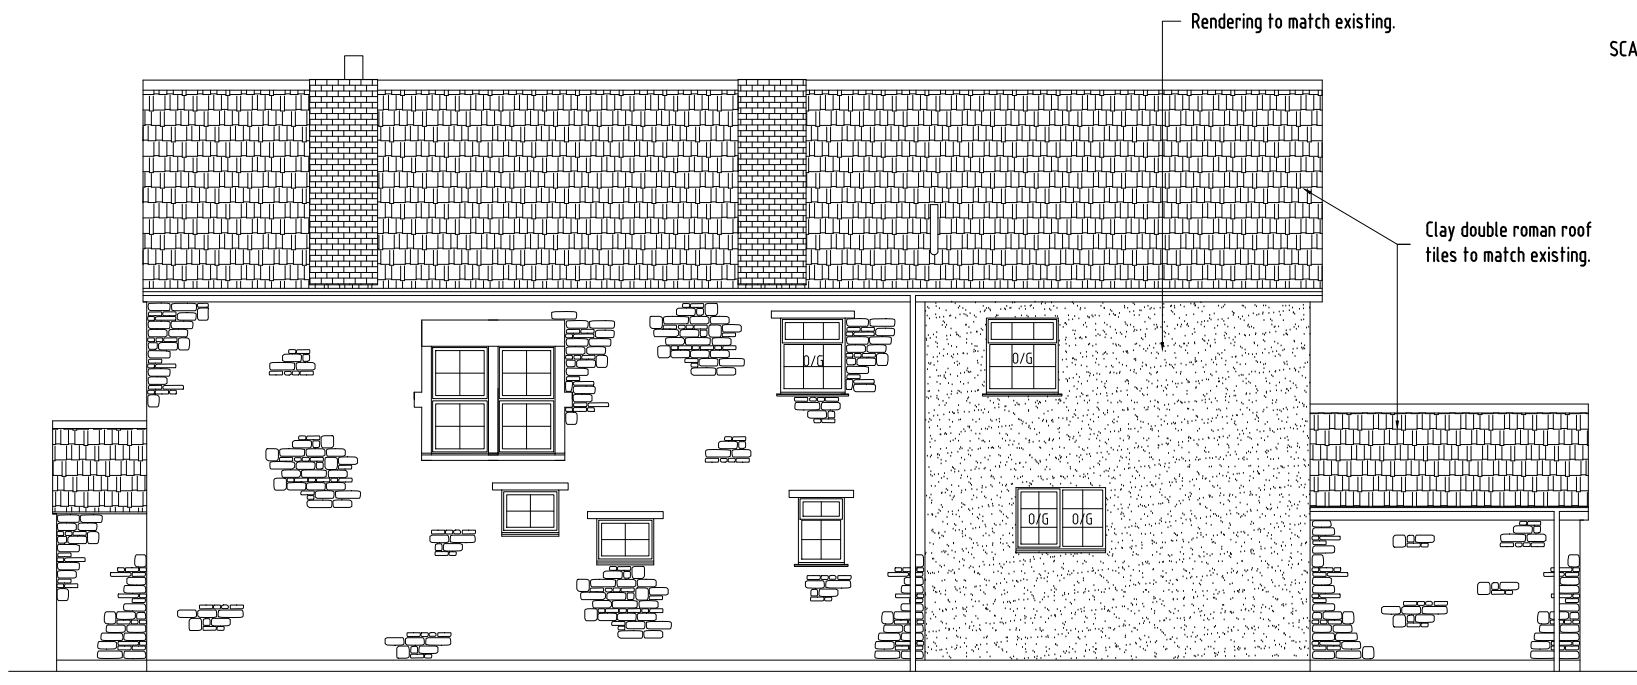 Rendering to match existing.
SCA
Clay double roman roof
tiles to match existing.
O/G
O/G
O/G O/G